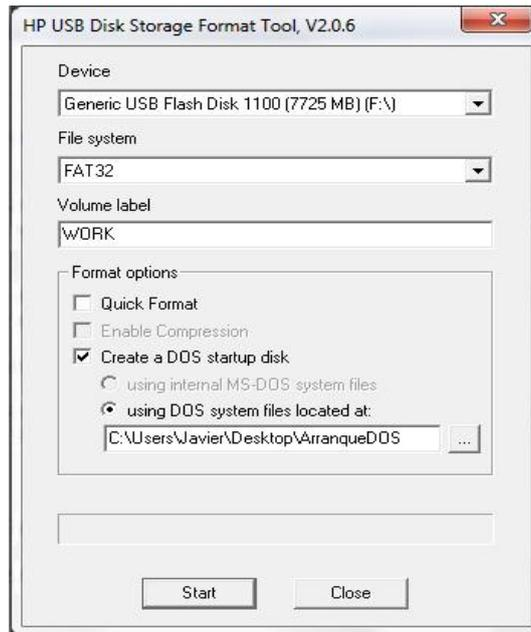 HP USB Disk Storage Format Tool, V2.0.6
Device
Generic USB Flash Disk 1100 (7725 MB) (F:\)
File system
FAT32
Volume label
WORK
Format options
Quick Format
Enable Compression
Create a DOS startup disk
using internal MS-DOS system files
using DOS system files located at:
C:\Users\Javier\Desktop\ArranqueDOS ...
Start Close